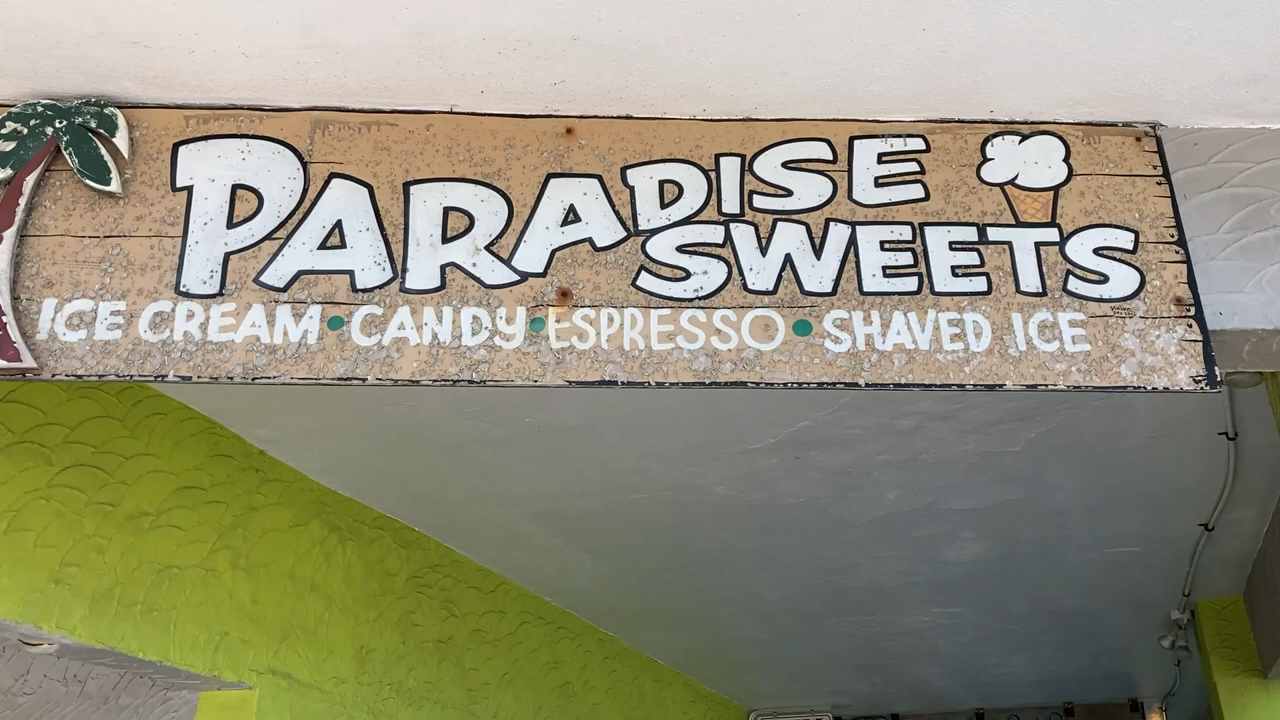 PARADISE
SWEETS
ICE CREAM • CANDY • ESPRESSO • SHAVED ICE